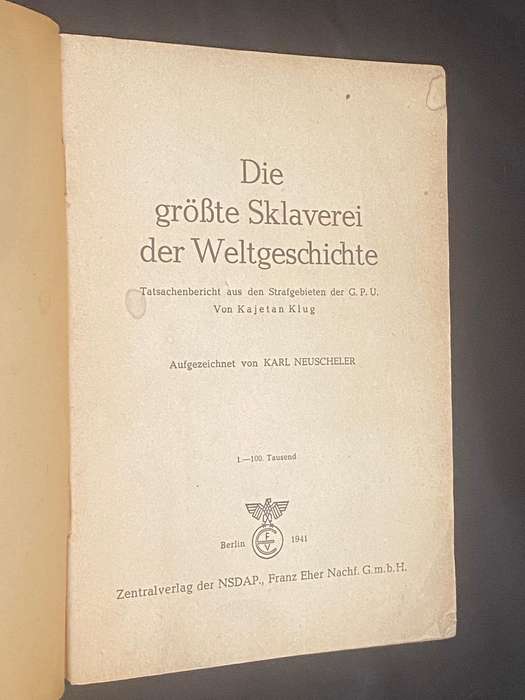 Die
größte Sklaverei
der Weltgeschichte
Tatsachenbericht aus den Strafgebieten der G. P. U.
Von Kajetan Klug
Aufgezeichnet von KARL NEUSCHELER
1.—100. Tausend
Berlin F E V 1941
Zentralverlag der NSDAP., Franz Eher Nachf. G. m. b. H.